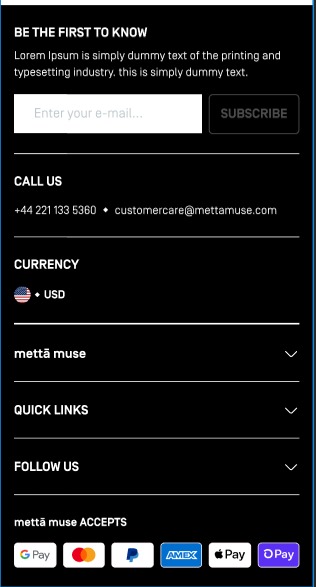 BE THE FIRST TO KNOW
Lorem Ipsum is simply dummy text of the printing and
typesetting industry. this is simply dummy text.
Enter your e-mail...
SUBSCRIBE
CALL US
+44 221 133 5360 ✦ customercare@mettamuse.com
CURRENCY
✦ USD
mettā muse
QUICK LINKS
FOLLOW US
mettā muse ACCEPTS
G Pay
AMEX
Pay
Pay